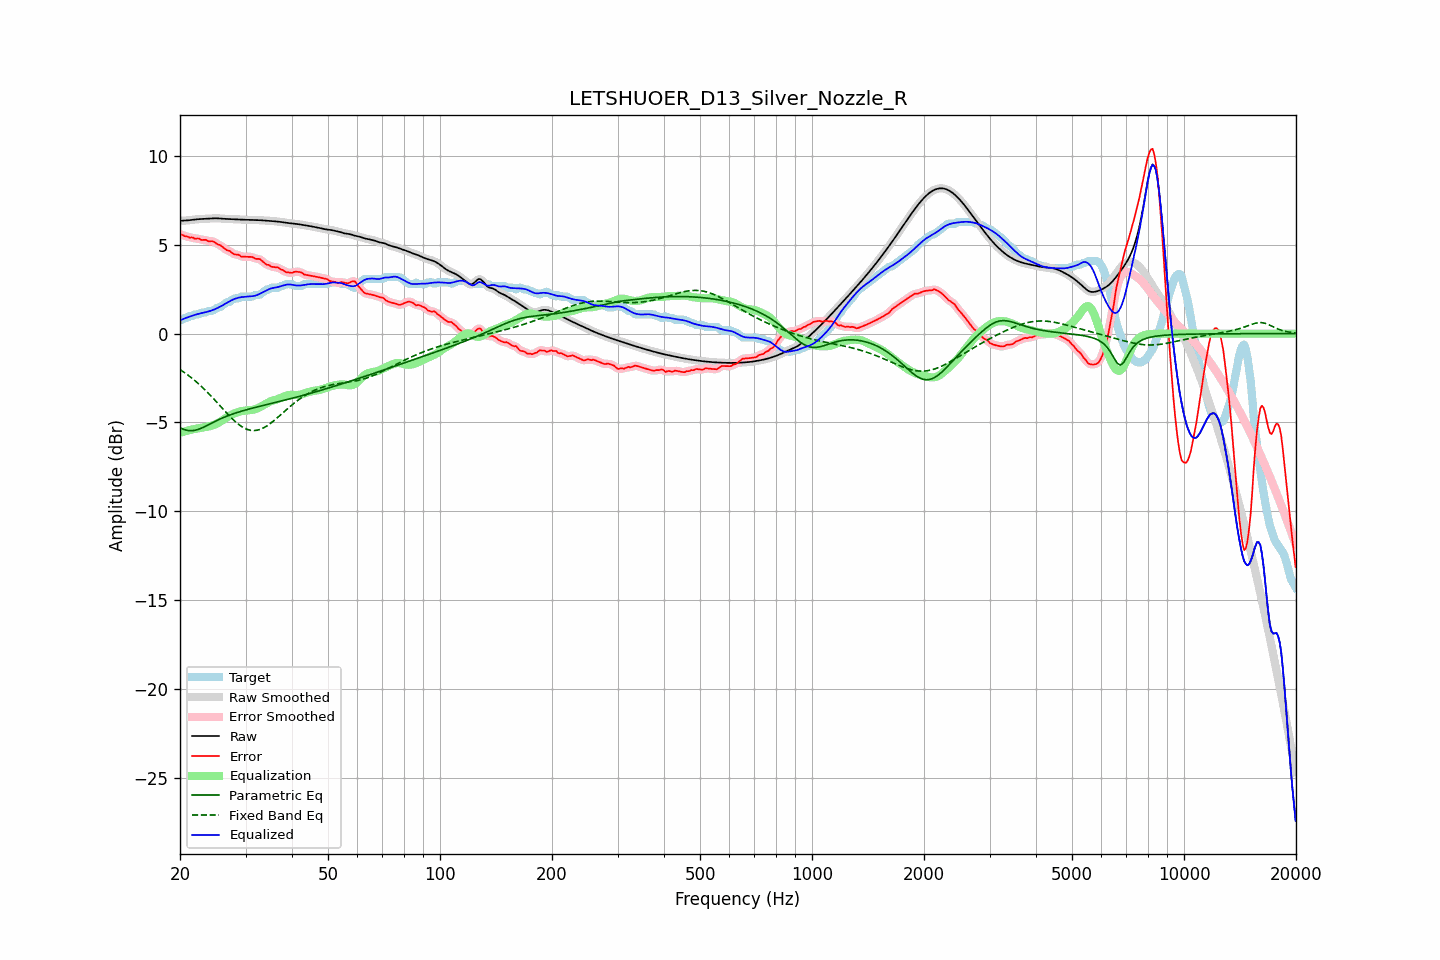 LETSHUOER_D13_Silver_Nozzle_R
Amplitude (dBr)
10
5
0
−5
−10
−15
−20
−25
Target
Raw Smoothed
Error Smoothed
Raw
Error
Equalization
Parametric Eq
Fixed Band Eq
Equalized
20 50 100 200 500 1000 2000 5000 10000 20000
Frequency (Hz)